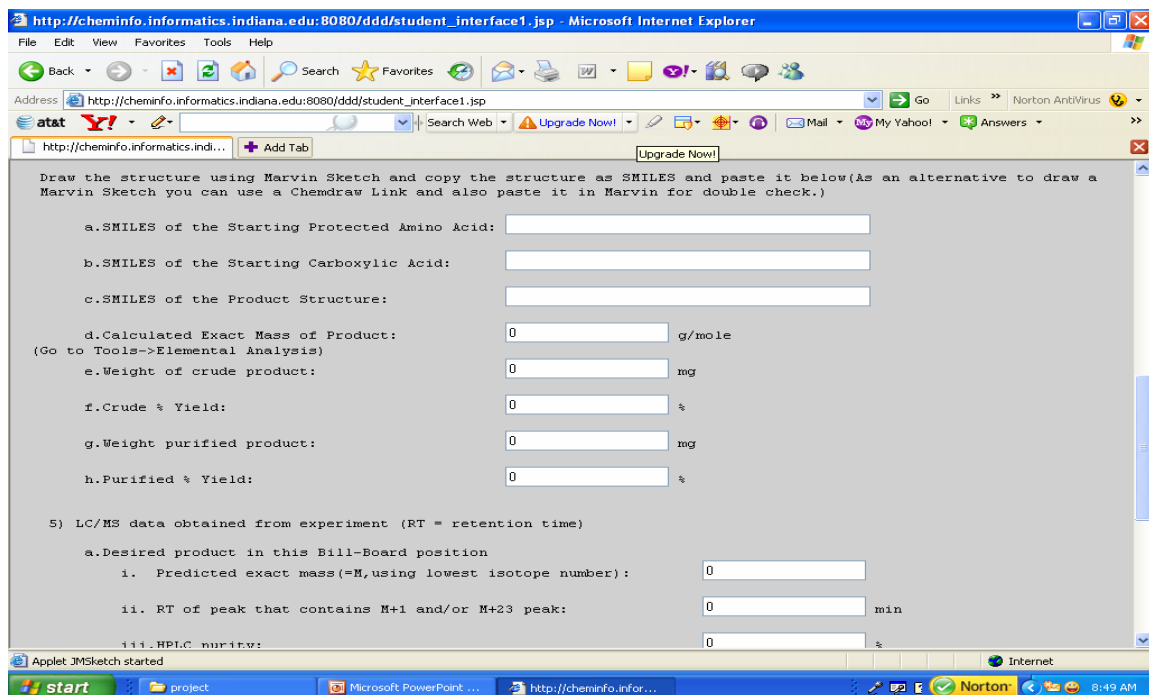 http://cheminfo.informatics.indiana.edu:8080/ddd/student_interface1.jsp - Microsoft Internet Explorer
File Edit View Favorites Tools Help
Back Search Favorites
Address http://cheminfo.informatics.indiana.edu:8080/ddd/student_interface1.jsp Go Links » Norton AntiVirus
at&t Y! Search Web Upgrade Now! Mail My Yahoo! Answers »
http://cheminfo.informatics.indi... Add Tab
Upgrade Now!
Draw the structure using Marvin Sketch and copy the structure as SMILES and paste it below(As an alternative to draw a
Marvin Sketch you can use a Chemdraw Link and also paste it in Marvin for double check.)
a.SMILES of the Starting Protected Amino Acid:
b.SMILES of the Starting Carboxylic Acid:
c.SMILES of the Product Structure:
d.Calculated Exact Mass of Product: 0 g/mole
(Go to Tools->Elemental Analysis)
e.Weight of crude product: 0 mg
f.Crude % Yield: 0 %
g.Weight purified product: 0 mg
h.Purified % Yield: 0 %
5) LC/MS data obtained from experiment (RT = retention time)
a.Desired product in this Bill-Board position
i. Predicted exact mass(=M,using lowest isotope number): 0
ii. RT of peak that contains M+1 and/or M+23 peak: 0 min
iii.HPLC purity: 0 %
Applet JMSketch started Internet
start project Microsoft PowerPoint ... http://cheminfo.infor... Norton 8:49 AM